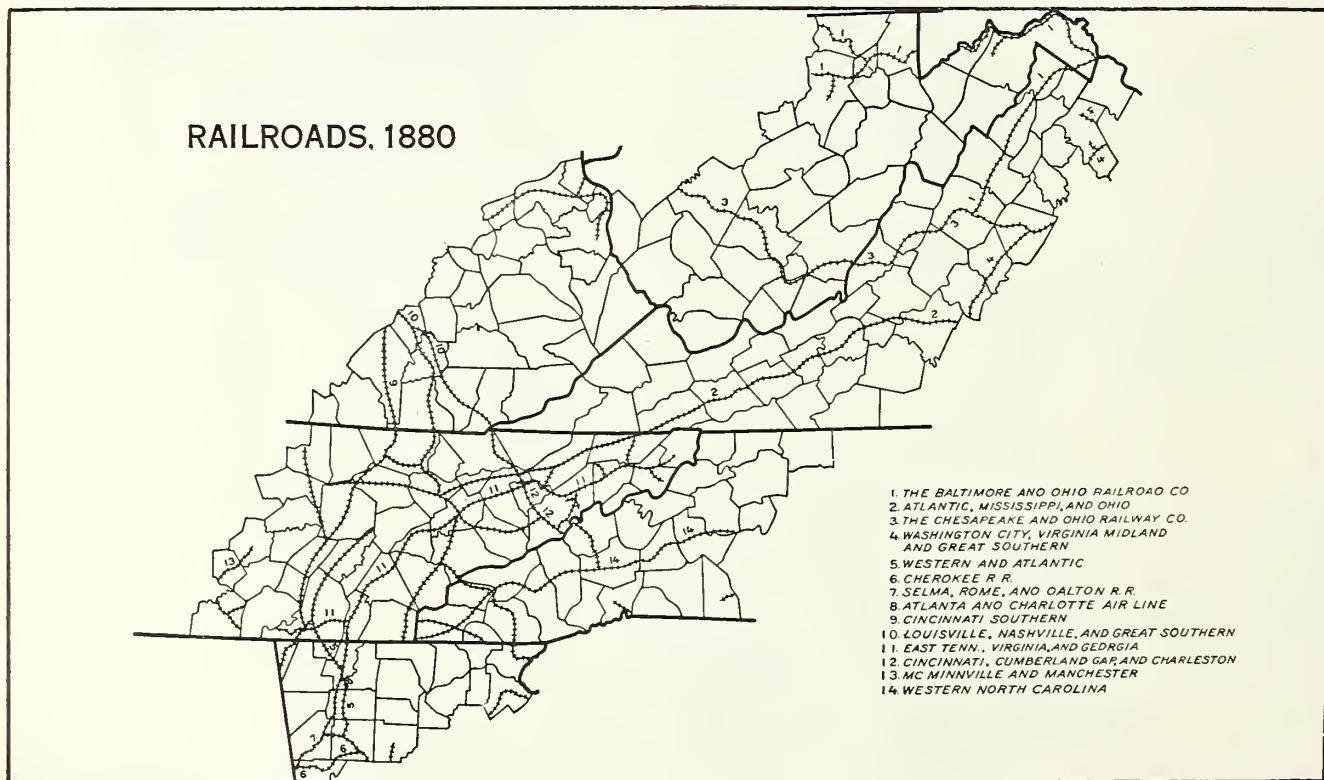 RAILROADS, 1880
1. THE BALTIMORE AND OHIO RAILROAD CO
2. ATLANTIC, MISSISSIPPI, AND OHIO
3. THE CHESAPEAKE AND OHIO RAILWAY CO.
4. WASHINGTON CITY, VIRGINIA MIDLAND
AND GREAT SOUTHERN
5. WESTERN AND ATLANTIC
6. CHEROKEE R R.
7. SELMA, ROME, AND DALTON R.R.
8. ATLANTA AND CHARLOTTE AIR LINE
9. CINCINNATI SOUTHERN
10. LOUISVILLE, NASHVILLE, AND GREAT SOUTHERN
11. EAST TENN., VIRGINIA, AND GEORGIA
12. CINCINNATI, CUMBERLAND GAP, AND CHARLESTON
13. MC MINNVILLE AND MANCHESTER
14. WESTERN NORTH CAROLINA